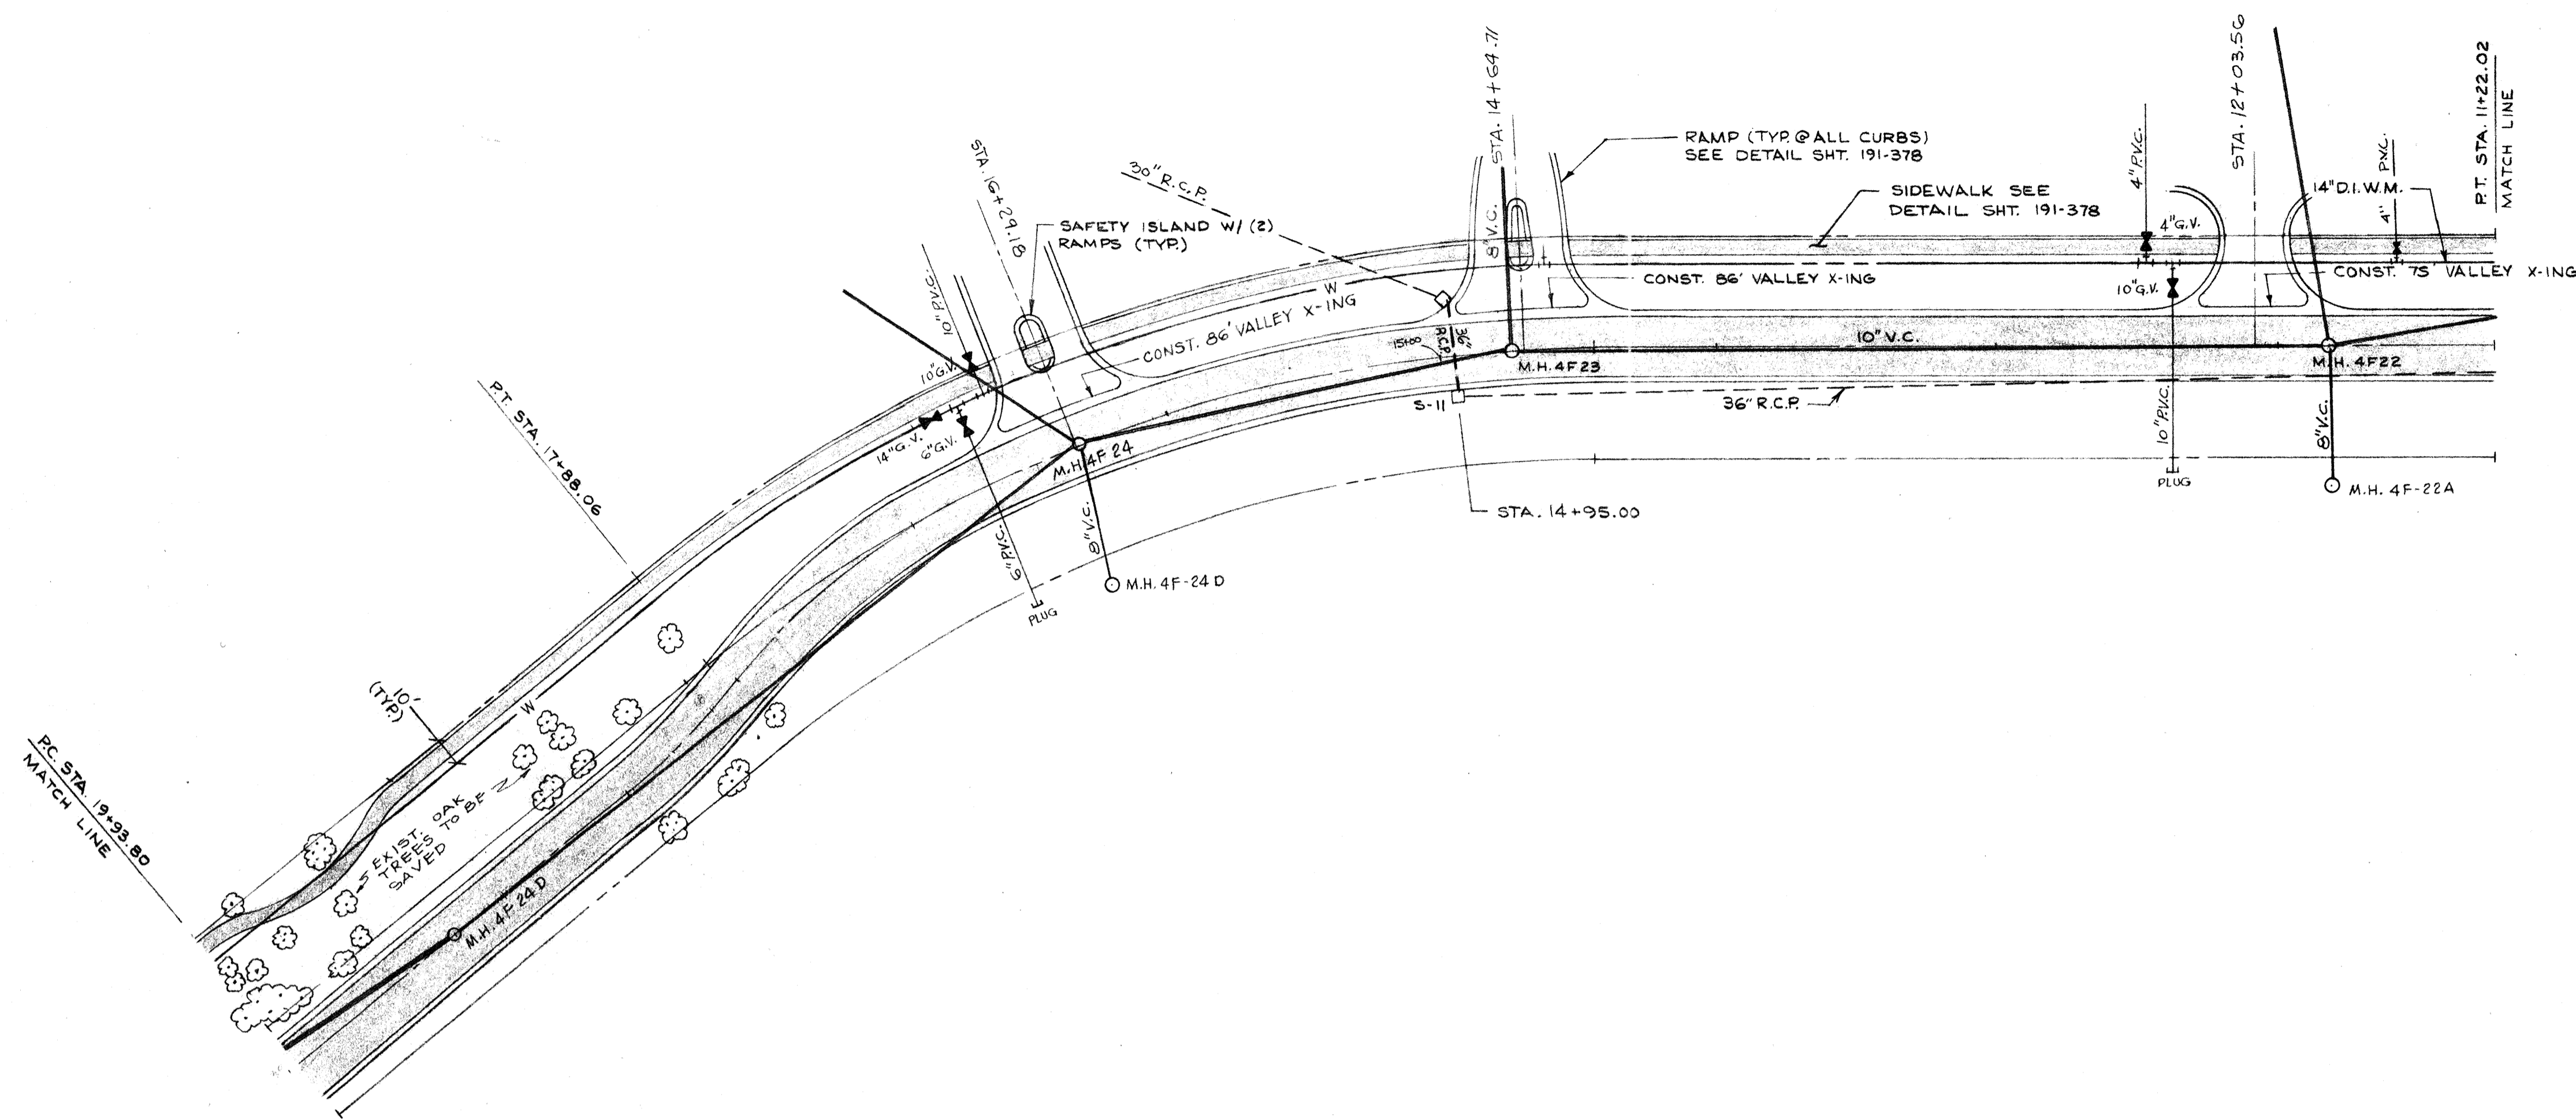 STA. 14+64.71
STA. 12+03.56
P.T. STA. 11+22.02
MATCH LINE
STA. 16+29.18
30" R.C.P.
RAMP (TYP. @ ALL CURBS)
SEE DETAIL SHT. 191-378
SIDEWALK SEE
DETAIL SHT. 191-378
4" P.V.C.
4" P.V.C.
14" D.I.W.M.
SAFETY ISLAND W/ (2)
RAMPS (TYP.)
8" V.C.
4" G.V.
CONST. 86' VALLEY X-ING
CONST. 75' VALLEY X-ING
10" G.V.
W
CONST. 86' VALLEY X-ING
10" P.V.C.
10" G.V.
36"
R.C.P.
15+00
10" V.C.
M.H. 4F23
M.H. 4F22
S-11
36" R.C.P.
10" P.V.C.
8" V.C.
PLUG
M.H. 4F-22A
STA. 14+95.00
14" G.V.
6" G.V.
M.H. 4F 24
P.T. STA. 17+88.06
6" P.V.C.
8" V.C.
M.H. 4F-24 D
PLUG
10'
(TYP.)
W
P.C. STA. 19+93.80
MATCH LINE
EXIST. OAK
TREES TO BE
SAVED
M.H. 4F 24 D